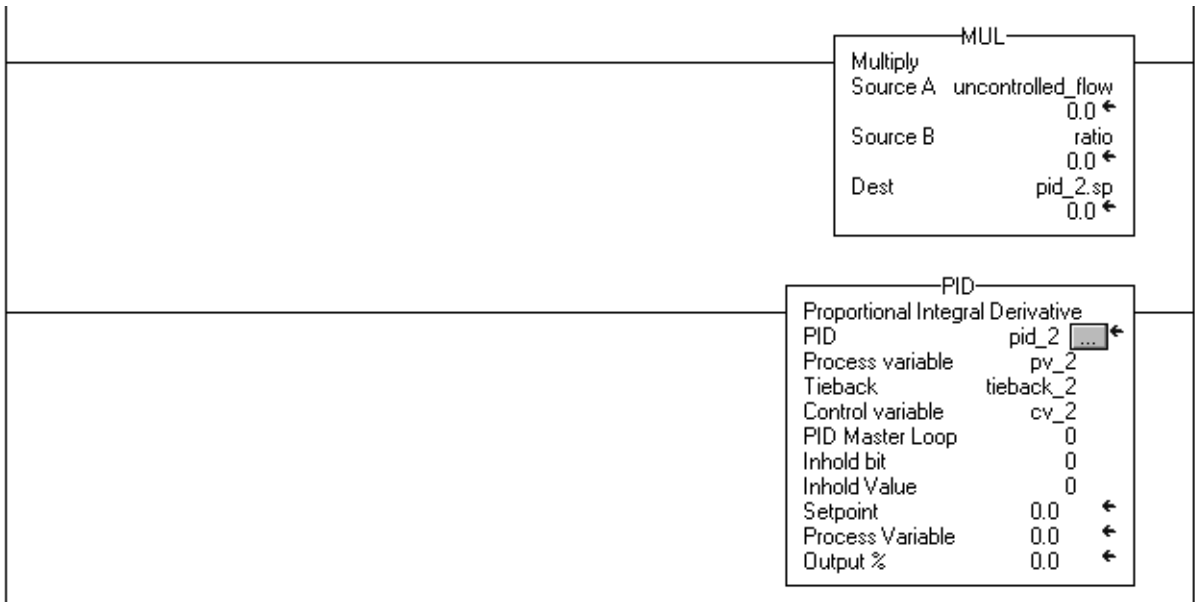 MUL
Multiply
Source A uncontrolled_flow
0.0
Source B ratio
0.0
Dest pid_2.sp
0.0
PID
Proportional Integral Derivative
PID pid_2 ...
Process variable pv_2
Tieback tieback_2
Control variable cv_2
PID Master Loop 0
Inhold bit 0
Inhold Value 0
Setpoint 0.0
Process Variable 0.0
Output % 0.0